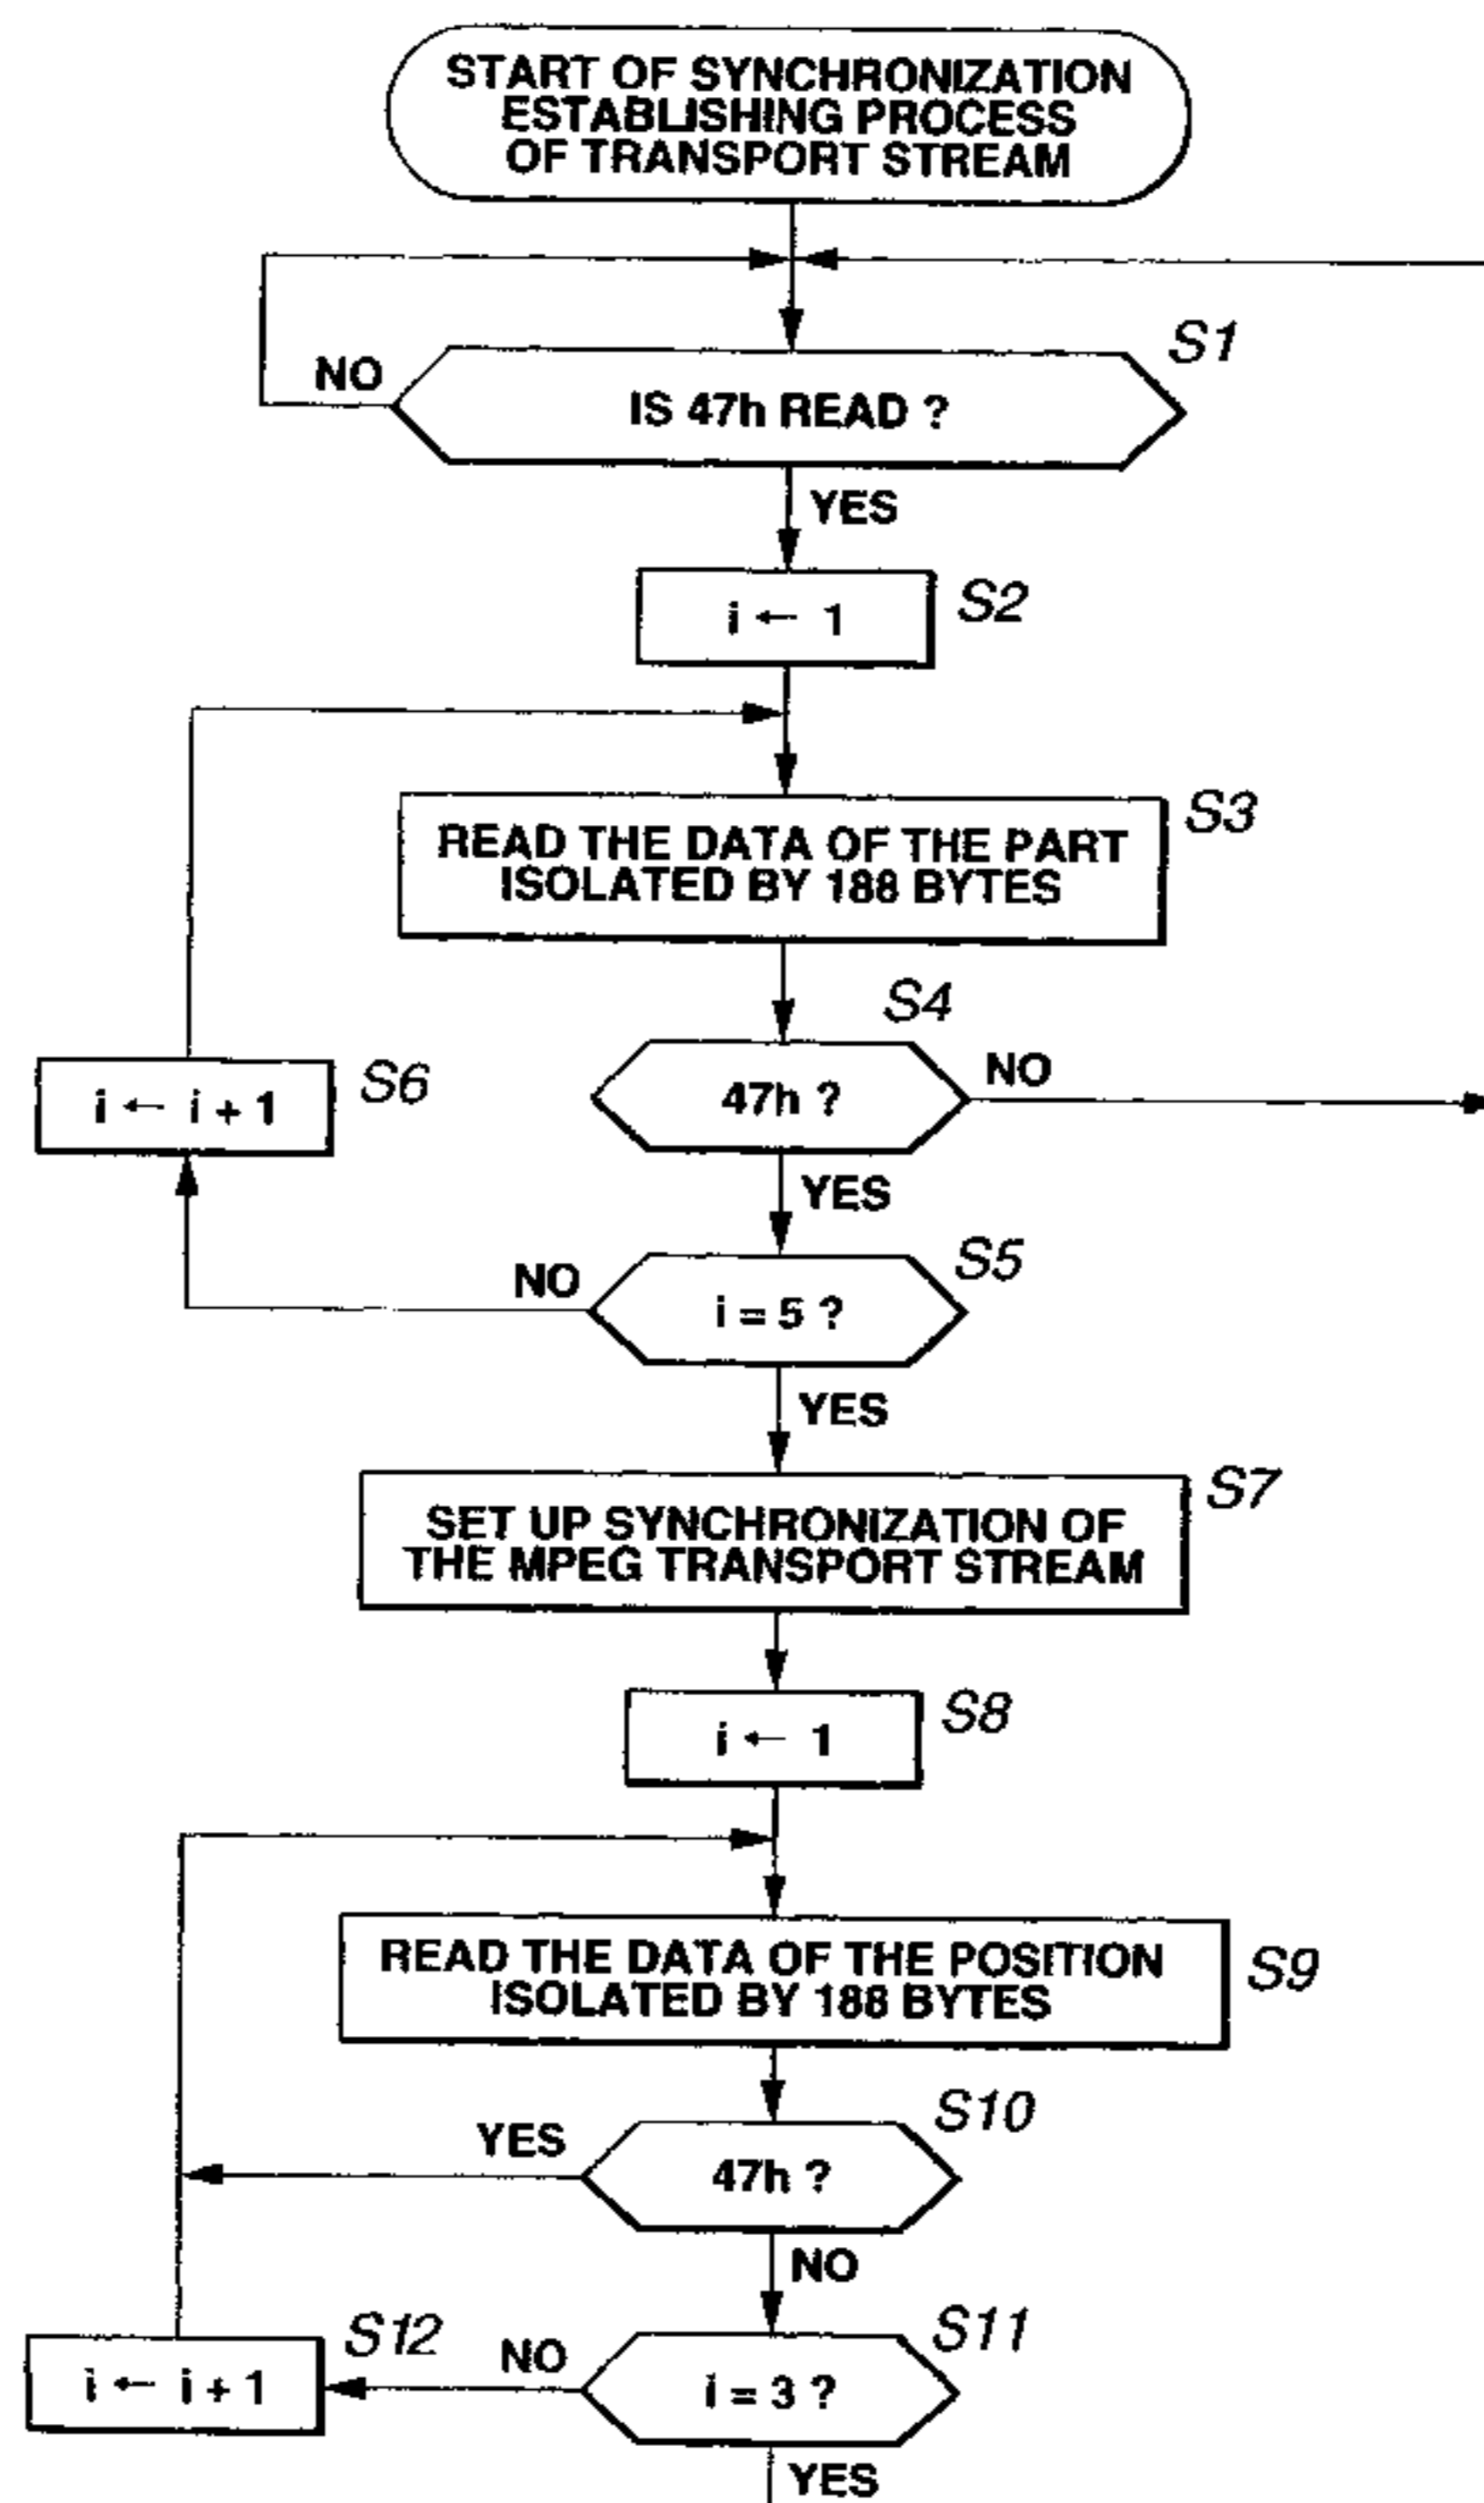 START OF SYNCHRONIZATION
ESTABLISHING PROCESS
OF TRANSPORT STREAM
S1
NO
IS 47h READ ?
YES
i ← 1
S2
S3
READ THE DATA OF THE PART
ISOLATED BY 188 BYTES
S4
NO
47h ?
S6
i ← i + 1
YES
S5
NO
i = 5 ?
YES
S7
SET UP SYNCHRONIZATION OF
THE MPEG TRANSPORT STREAM
S8
i ← 1
READ THE DATA OF THE POSITION
ISOLATED BY 188 BYTES
S9
S10
YES
47h ?
NO
S11
S12
NO
i ← i + 1
i = 3 ?
YES